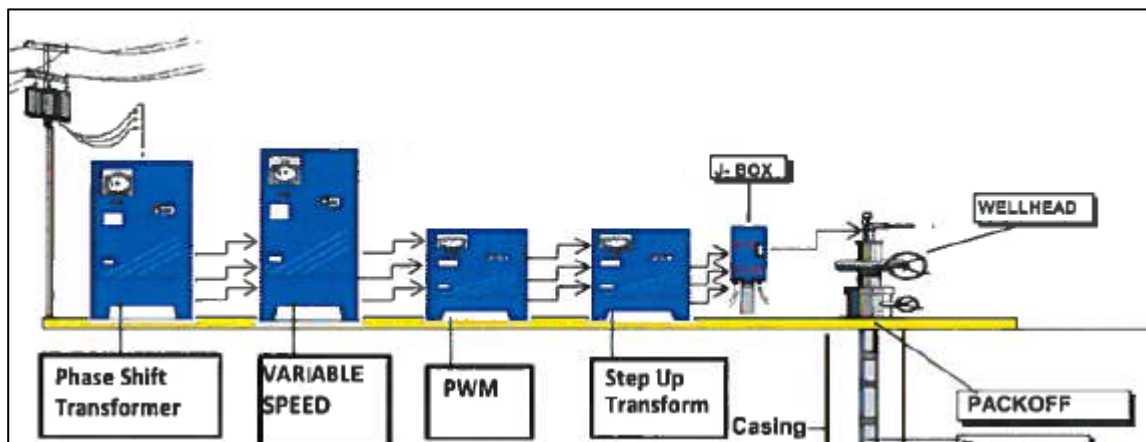 J- BOX
WELLHEAD
Phase Shift
Transformer
VARIABLE
SPEED
PWM
Step Up
Transform
Casing
PACKOFF